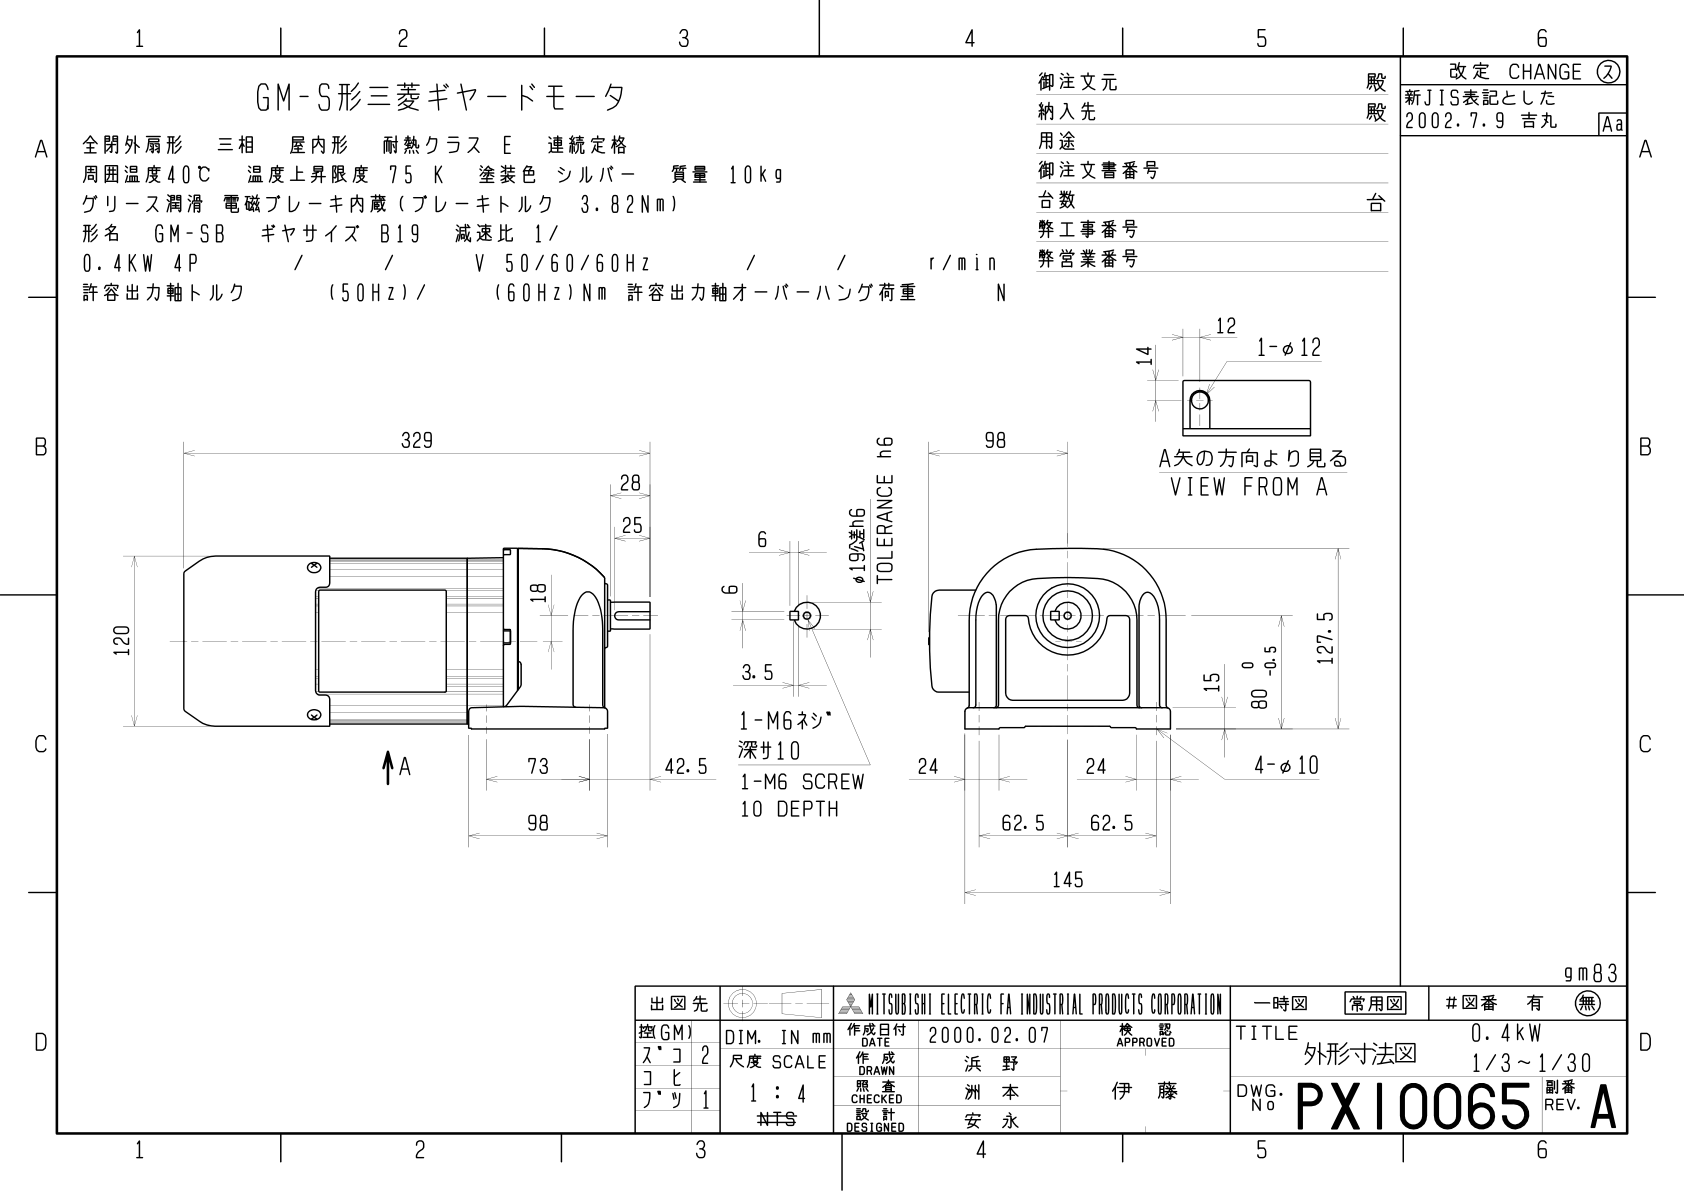 1 2 3 4 5 6
GM-S形三菱ギヤードモータ
全閉外扇形 三相 屋内形 耐熱クラス E 連続定格
周囲温度40℃ 温度上昇限度 75 K 塗装色 シルバー 質量 10kg
グリース潤滑 電磁ブレーキ内蔵(ブレーキトルク 3.82Nm)
形名 GM-SB ギヤサイズ B19 減速比 1/
0.4KW 4P / / V 50/60/60Hz / / r/min
許容出力軸トルク (50Hz)/ (60Hz)Nm 許容出力軸オーバーハング荷重 N
御注文元 殿
納入先 殿
用途
御注文書番号
台数 台
弊工事番号
弊営業番号
改定 CHANGE ス
新JIS表記とした
2002.7.9 吉丸 Aa
A A
B B
C C
D D
12
14
1-φ12
A矢の方向より見る
VIEW FROM A
329
28
25
18
120
73
42.5
98
A
6
6
3.5
φ19公差h6
TOLERANCE h6
1-M6ネジ
深サ10
1-M6 SCREW
10 DEPTH
98
127.5
80 0 -0.5
15
24
24
4-φ10
62.5 62.5
145
gm83
出図先
控(GM)
ズコ 2
コピ
ブツ 1
DIM. IN mm
尺度 SCALE
1 : 4
NTS
MITSUBISHI ELECTRIC FA INDUSTRIAL PRODUCTS CORPORATION
作成日付 DATE 2000.02.07
検 認 APPROVED
作 成 DRAWN 浜 野
照 査 CHECKED 洲 本
伊 藤
設 計 DESIGNED 安 永
一時図 常用図 #図番 有 無
TITLE 外形寸法図
0.4kW
1/3~1/30
DWG. No PX10065
副番 REV. A
1 2 3 4 5 6